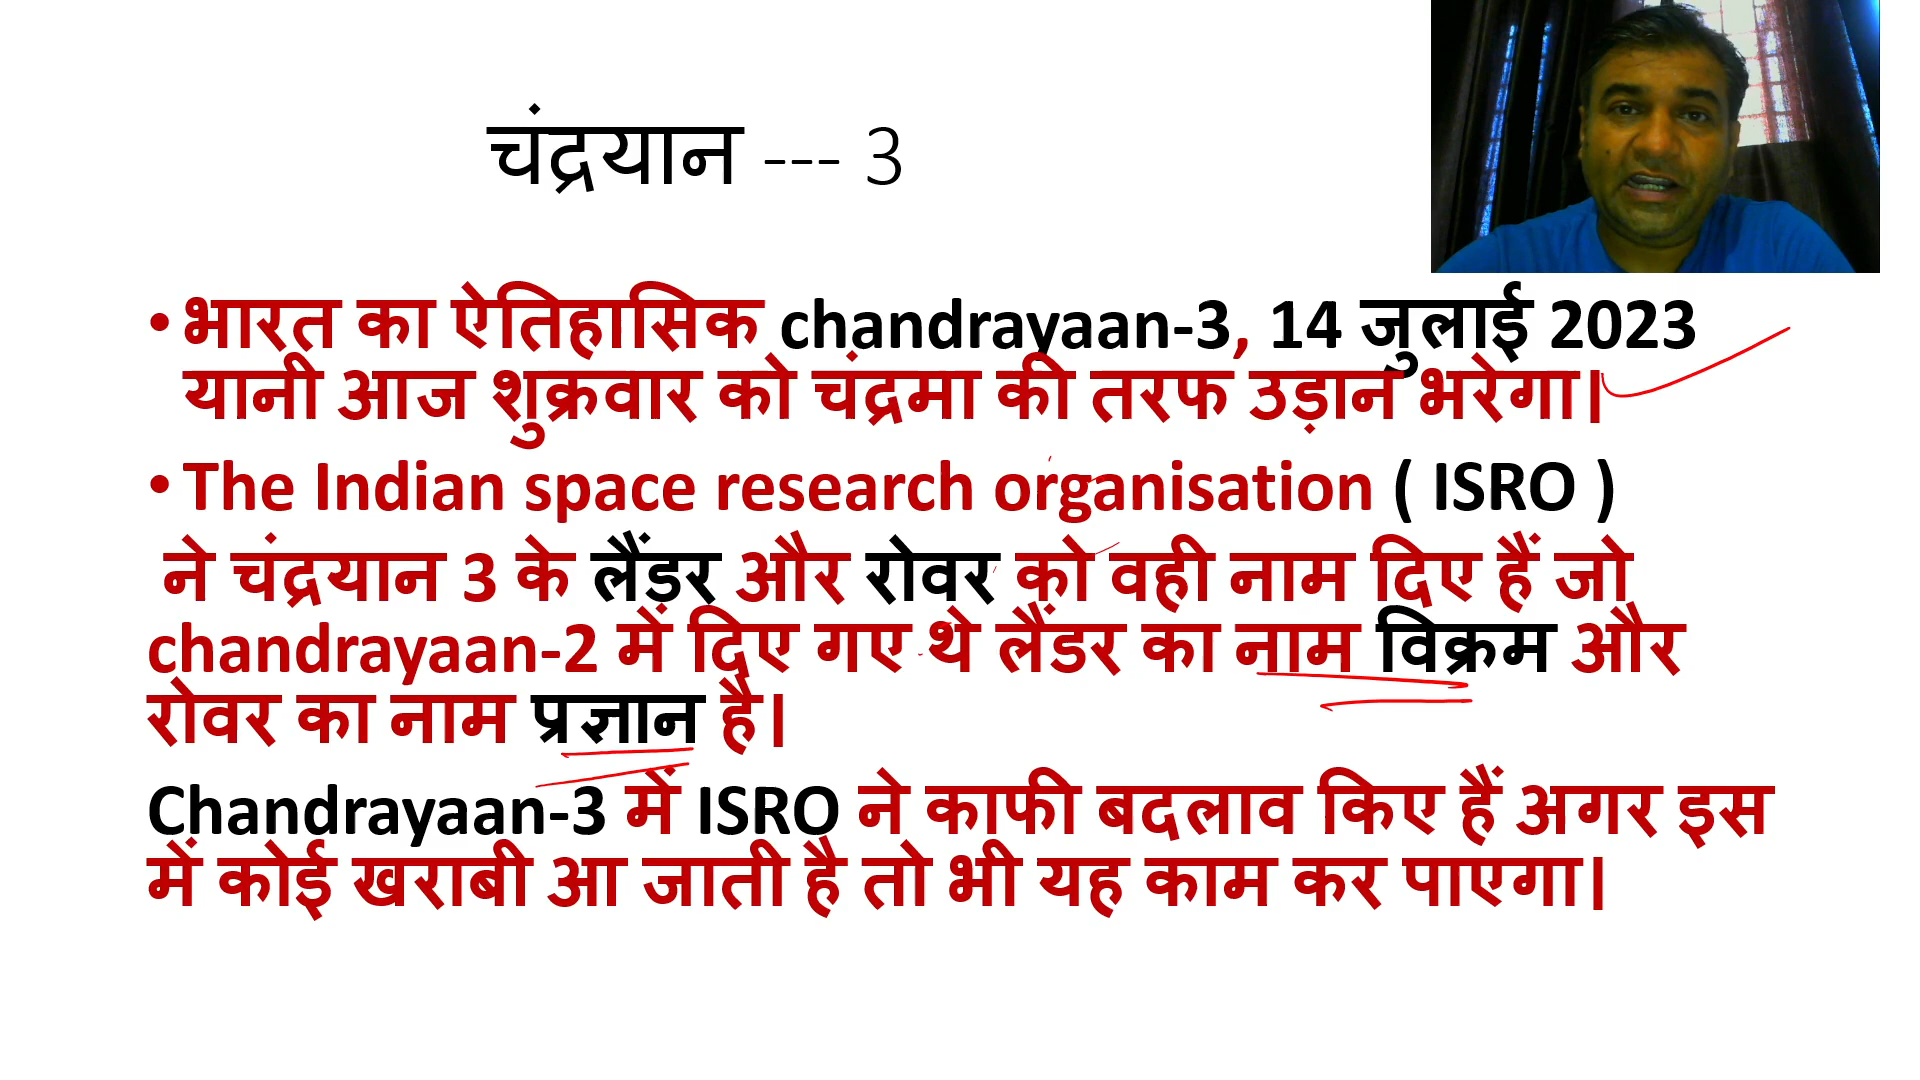 चंद्रयान --- 3
• भारत का ऐतिहासिक chandrayaan-3, 14 जुलाई 2023
यानी आज शुक्रवार को चंद्रमा की तरफ उड़ान भरेगा।
• The Indian space research organisation ( ISRO )
ने चंद्रयान 3 के लैंडर और रोवर को वही नाम दिए हैं जो
chandrayaan-2 में दिए गए थे लैंडर का नाम विक्रम और
रोवर का नाम प्रज्ञान है।
Chandrayaan-3 में ISRO ने काफी बदलाव किए हैं अगर इस
में कोई खराबी आ जाती है तो भी यह काम कर पाएगा।